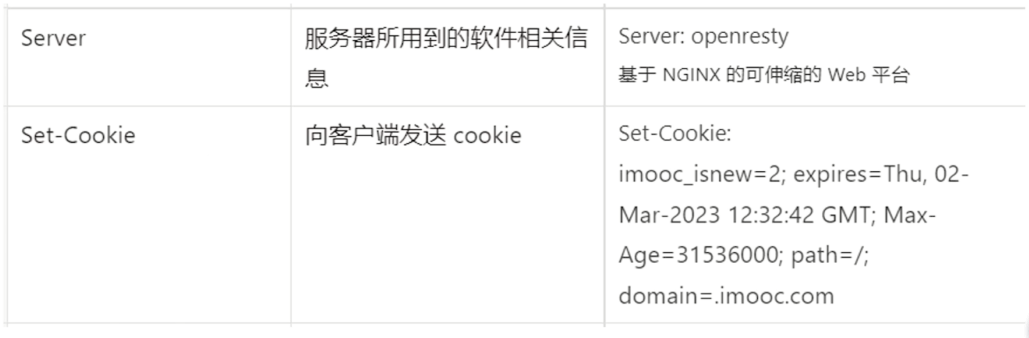 Server
服务器所用到的软件相关信
息
Server: openresty
基于 NGINX 的可伸缩的 Web 平台
Set-Cookie
向客户端发送 cookie
Set-Cookie:
imooc_isnew=2; expires=Thu, 02-
Mar-2023 12:32:42 GMT; Max-
Age=31536000; path=/;
domain=.imooc.com